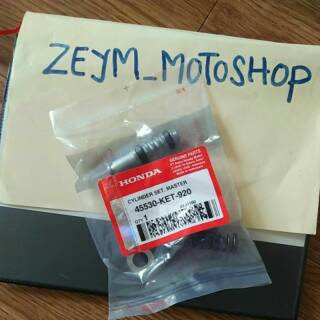 ZEYM_MOTOSHOP
HONDA
GENUINE PARTS
CYLINDER SET, MASTER
45530-KET-920
QTY 1